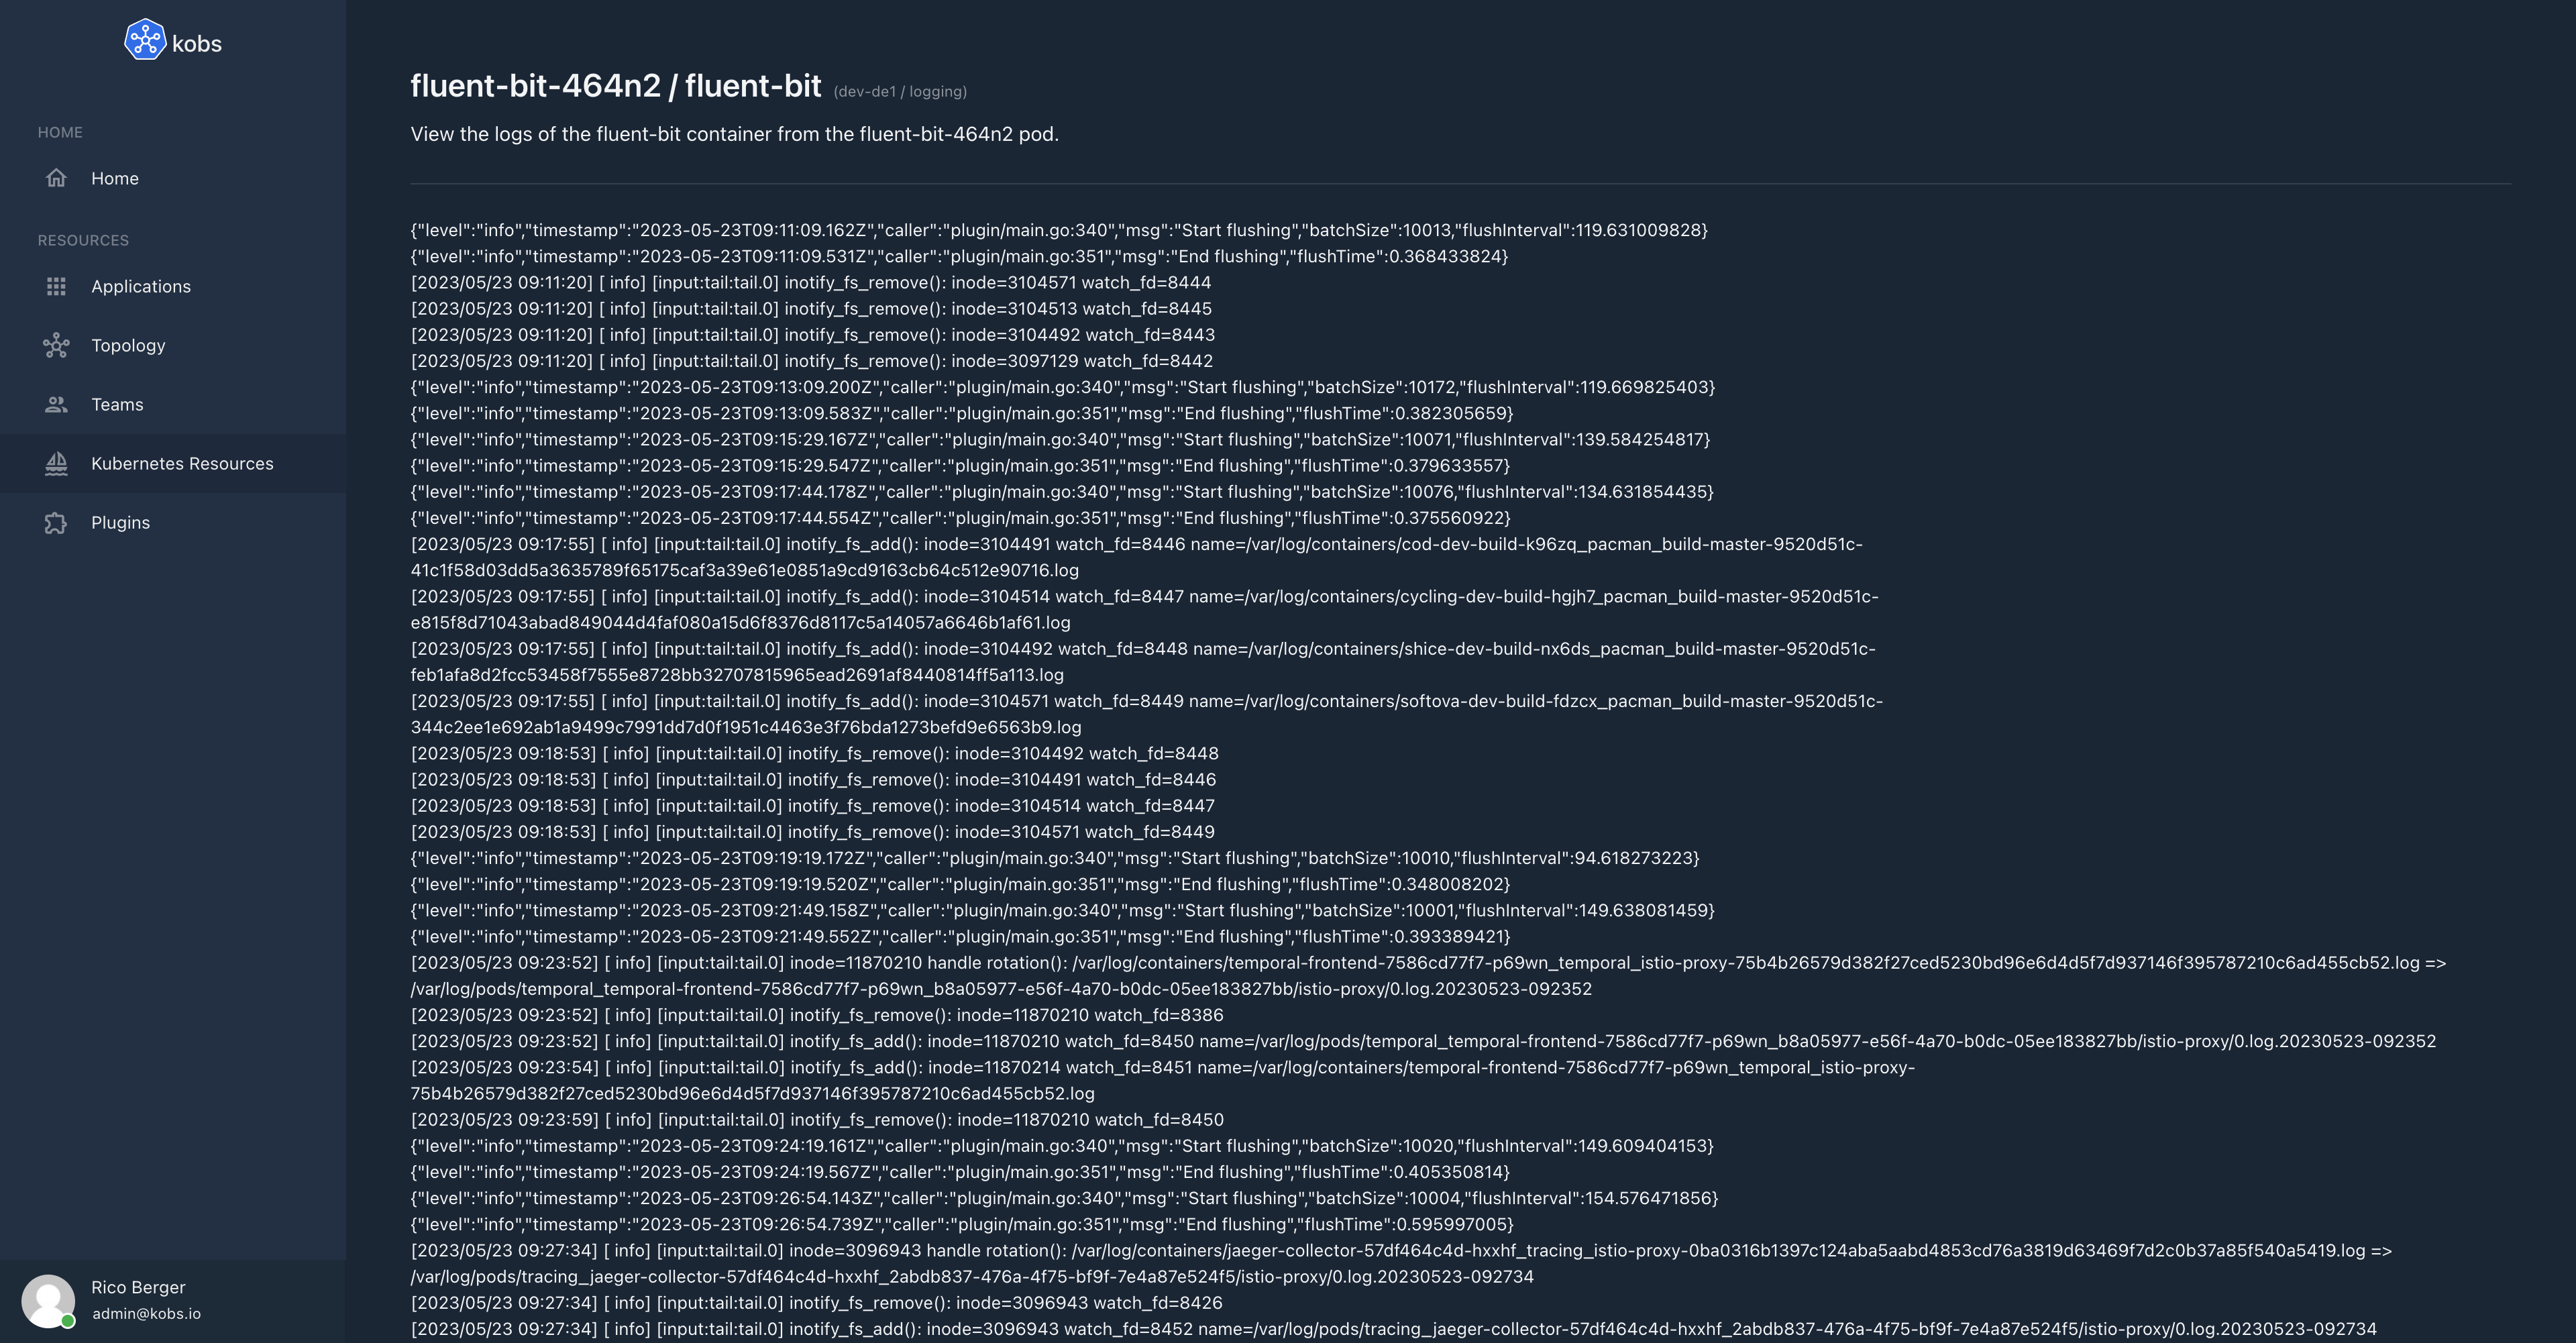 kobs
HOME
Home
RESOURCES
Applications
Topology
Teams
Kubernetes Resources
Plugins
Rico Berger
admin@kobs.io
fluent-bit-464n2 / fluent-bit (dev-de1 / logging)
View the logs of the fluent-bit container from the fluent-bit-464n2 pod.
{"level":"info","timestamp":"2023-05-23T09:11:09.162Z","caller":"plugin/main.go:340","msg":"Start flushing","batchSize":10013,"flushInterval":119.631009828}
{"level":"info","timestamp":"2023-05-23T09:11:09.531Z","caller":"plugin/main.go:351","msg":"End flushing","flushTime":0.368433824}
[2023/05/23 09:11:20] [ info] [input:tail:tail.0] inotify_fs_remove(): inode=3104571 watch_fd=8444
[2023/05/23 09:11:20] [ info] [input:tail:tail.0] inotify_fs_remove(): inode=3104513 watch_fd=8445
[2023/05/23 09:11:20] [ info] [input:tail:tail.0] inotify_fs_remove(): inode=3104492 watch_fd=8443
[2023/05/23 09:11:20] [ info] [input:tail:tail.0] inotify_fs_remove(): inode=3097129 watch_fd=8442
{"level":"info","timestamp":"2023-05-23T09:13:09.200Z","caller":"plugin/main.go:340","msg":"Start flushing","batchSize":10172,"flushInterval":119.669825403}
{"level":"info","timestamp":"2023-05-23T09:13:09.583Z","caller":"plugin/main.go:351","msg":"End flushing","flushTime":0.382305659}
{"level":"info","timestamp":"2023-05-23T09:15:29.167Z","caller":"plugin/main.go:340","msg":"Start flushing","batchSize":10071,"flushInterval":139.584254817}
{"level":"info","timestamp":"2023-05-23T09:15:29.547Z","caller":"plugin/main.go:351","msg":"End flushing","flushTime":0.379633557}
{"level":"info","timestamp":"2023-05-23T09:17:44.178Z","caller":"plugin/main.go:340","msg":"Start flushing","batchSize":10076,"flushInterval":134.631854435}
{"level":"info","timestamp":"2023-05-23T09:17:44.554Z","caller":"plugin/main.go:351","msg":"End flushing","flushTime":0.375560922}
[2023/05/23 09:17:55] [ info] [input:tail:tail.0] inotify_fs_add(): inode=3104491 watch_fd=8446 name=/var/log/containers/cod-dev-build-k96zq_pacman_build-master-9520d51c-
41c1f58d03dd5a3635789f65175caf3a39e61e0851a9cd9163cb64c512e90716.log
[2023/05/23 09:17:55] [ info] [input:tail:tail.0] inotify_fs_add(): inode=3104514 watch_fd=8447 name=/var/log/containers/cycling-dev-build-hgjh7_pacman_build-master-9520d51c-
e815f8d71043abad849044d4faf080a15d6f8376d8117c5a14057a6646b1af61.log
[2023/05/23 09:17:55] [ info] [input:tail:tail.0] inotify_fs_add(): inode=3104492 watch_fd=8448 name=/var/log/containers/shice-dev-build-nx6ds_pacman_build-master-9520d51c-
feb1afa8d2fcc53458f7555e8728bb32707815965ead2691af8440814ff5a113.log
[2023/05/23 09:17:55] [ info] [input:tail:tail.0] inotify_fs_add(): inode=3104571 watch_fd=8449 name=/var/log/containers/softova-dev-build-fdzcx_pacman_build-master-9520d51c-
344c2ee1e692ab1a9499c7991dd7d0f1951c4463e3f76bda1273befd9e6563b9.log
[2023/05/23 09:18:53] [ info] [input:tail:tail.0] inotify_fs_remove(): inode=3104492 watch_fd=8448
[2023/05/23 09:18:53] [ info] [input:tail:tail.0] inotify_fs_remove(): inode=3104491 watch_fd=8446
[2023/05/23 09:18:53] [ info] [input:tail:tail.0] inotify_fs_remove(): inode=3104514 watch_fd=8447
[2023/05/23 09:18:53] [ info] [input:tail:tail.0] inotify_fs_remove(): inode=3104571 watch_fd=8449
{"level":"info","timestamp":"2023-05-23T09:19:19.172Z","caller":"plugin/main.go:340","msg":"Start flushing","batchSize":10010,"flushInterval":94.618273223}
{"level":"info","timestamp":"2023-05-23T09:19:19.520Z","caller":"plugin/main.go:351","msg":"End flushing","flushTime":0.348008202}
{"level":"info","timestamp":"2023-05-23T09:21:49.158Z","caller":"plugin/main.go:340","msg":"Start flushing","batchSize":10001,"flushInterval":149.638081459}
{"level":"info","timestamp":"2023-05-23T09:21:49.552Z","caller":"plugin/main.go:351","msg":"End flushing","flushTime":0.393389421}
[2023/05/23 09:23:52] [ info] [input:tail:tail.0] inode=11870210 handle rotation(): /var/log/containers/temporal-frontend-7586cd77f7-p69wn_temporal_istio-proxy-75b4b26579d382f27ced5230bd96e6d4d5f7d937146f395787210c6ad455cb52.log =>
/var/log/pods/temporal_temporal-frontend-7586cd77f7-p69wn_b8a05977-e56f-4a70-b0dc-05ee183827bb/istio-proxy/0.log.20230523-092352
[2023/05/23 09:23:52] [ info] [input:tail:tail.0] inotify_fs_remove(): inode=11870210 watch_fd=8386
[2023/05/23 09:23:52] [ info] [input:tail:tail.0] inotify_fs_add(): inode=11870210 watch_fd=8450 name=/var/log/pods/temporal_temporal-frontend-7586cd77f7-p69wn_b8a05977-e56f-4a70-b0dc-05ee183827bb/istio-proxy/0.log.20230523-092352
[2023/05/23 09:23:54] [ info] [input:tail:tail.0] inotify_fs_add(): inode=11870214 watch_fd=8451 name=/var/log/containers/temporal-frontend-7586cd77f7-p69wn_temporal_istio-proxy-
75b4b26579d382f27ced5230bd96e6d4d5f7d937146f395787210c6ad455cb52.log
[2023/05/23 09:23:59] [ info] [input:tail:tail.0] inotify_fs_remove(): inode=11870210 watch_fd=8450
{"level":"info","timestamp":"2023-05-23T09:24:19.161Z","caller":"plugin/main.go:340","msg":"Start flushing","batchSize":10020,"flushInterval":149.609404153}
{"level":"info","timestamp":"2023-05-23T09:24:19.567Z","caller":"plugin/main.go:351","msg":"End flushing","flushTime":0.405350814}
{"level":"info","timestamp":"2023-05-23T09:26:54.143Z","caller":"plugin/main.go:340","msg":"Start flushing","batchSize":10004,"flushInterval":154.576471856}
{"level":"info","timestamp":"2023-05-23T09:26:54.739Z","caller":"plugin/main.go:351","msg":"End flushing","flushTime":0.595997005}
[2023/05/23 09:27:34] [ info] [input:tail:tail.0] inode=3096943 handle rotation(): /var/log/containers/jaeger-collector-57df464c4d-hxxhf_tracing_istio-proxy-0ba0316b1397c124aba5aabd4853cd76a3819d63469f7d2c0b37a85f540a5419.log =>
/var/log/pods/tracing_jaeger-collector-57df464c4d-hxxhf_2abdb837-476a-4f75-bf9f-7e4a87e524f5/istio-proxy/0.log.20230523-092734
[2023/05/23 09:27:34] [ info] [input:tail:tail.0] inotify_fs_remove(): inode=3096943 watch_fd=8426
[2023/05/23 09:27:34] [ info] [input:tail:tail.0] inotify_fs_add(): inode=3096943 watch_fd=8452 name=/var/log/pods/tracing_jaeger-collector-57df464c4d-hxxhf_2abdb837-476a-4f75-bf9f-7e4a87e524f5/istio-proxy/0.log.20230523-092734